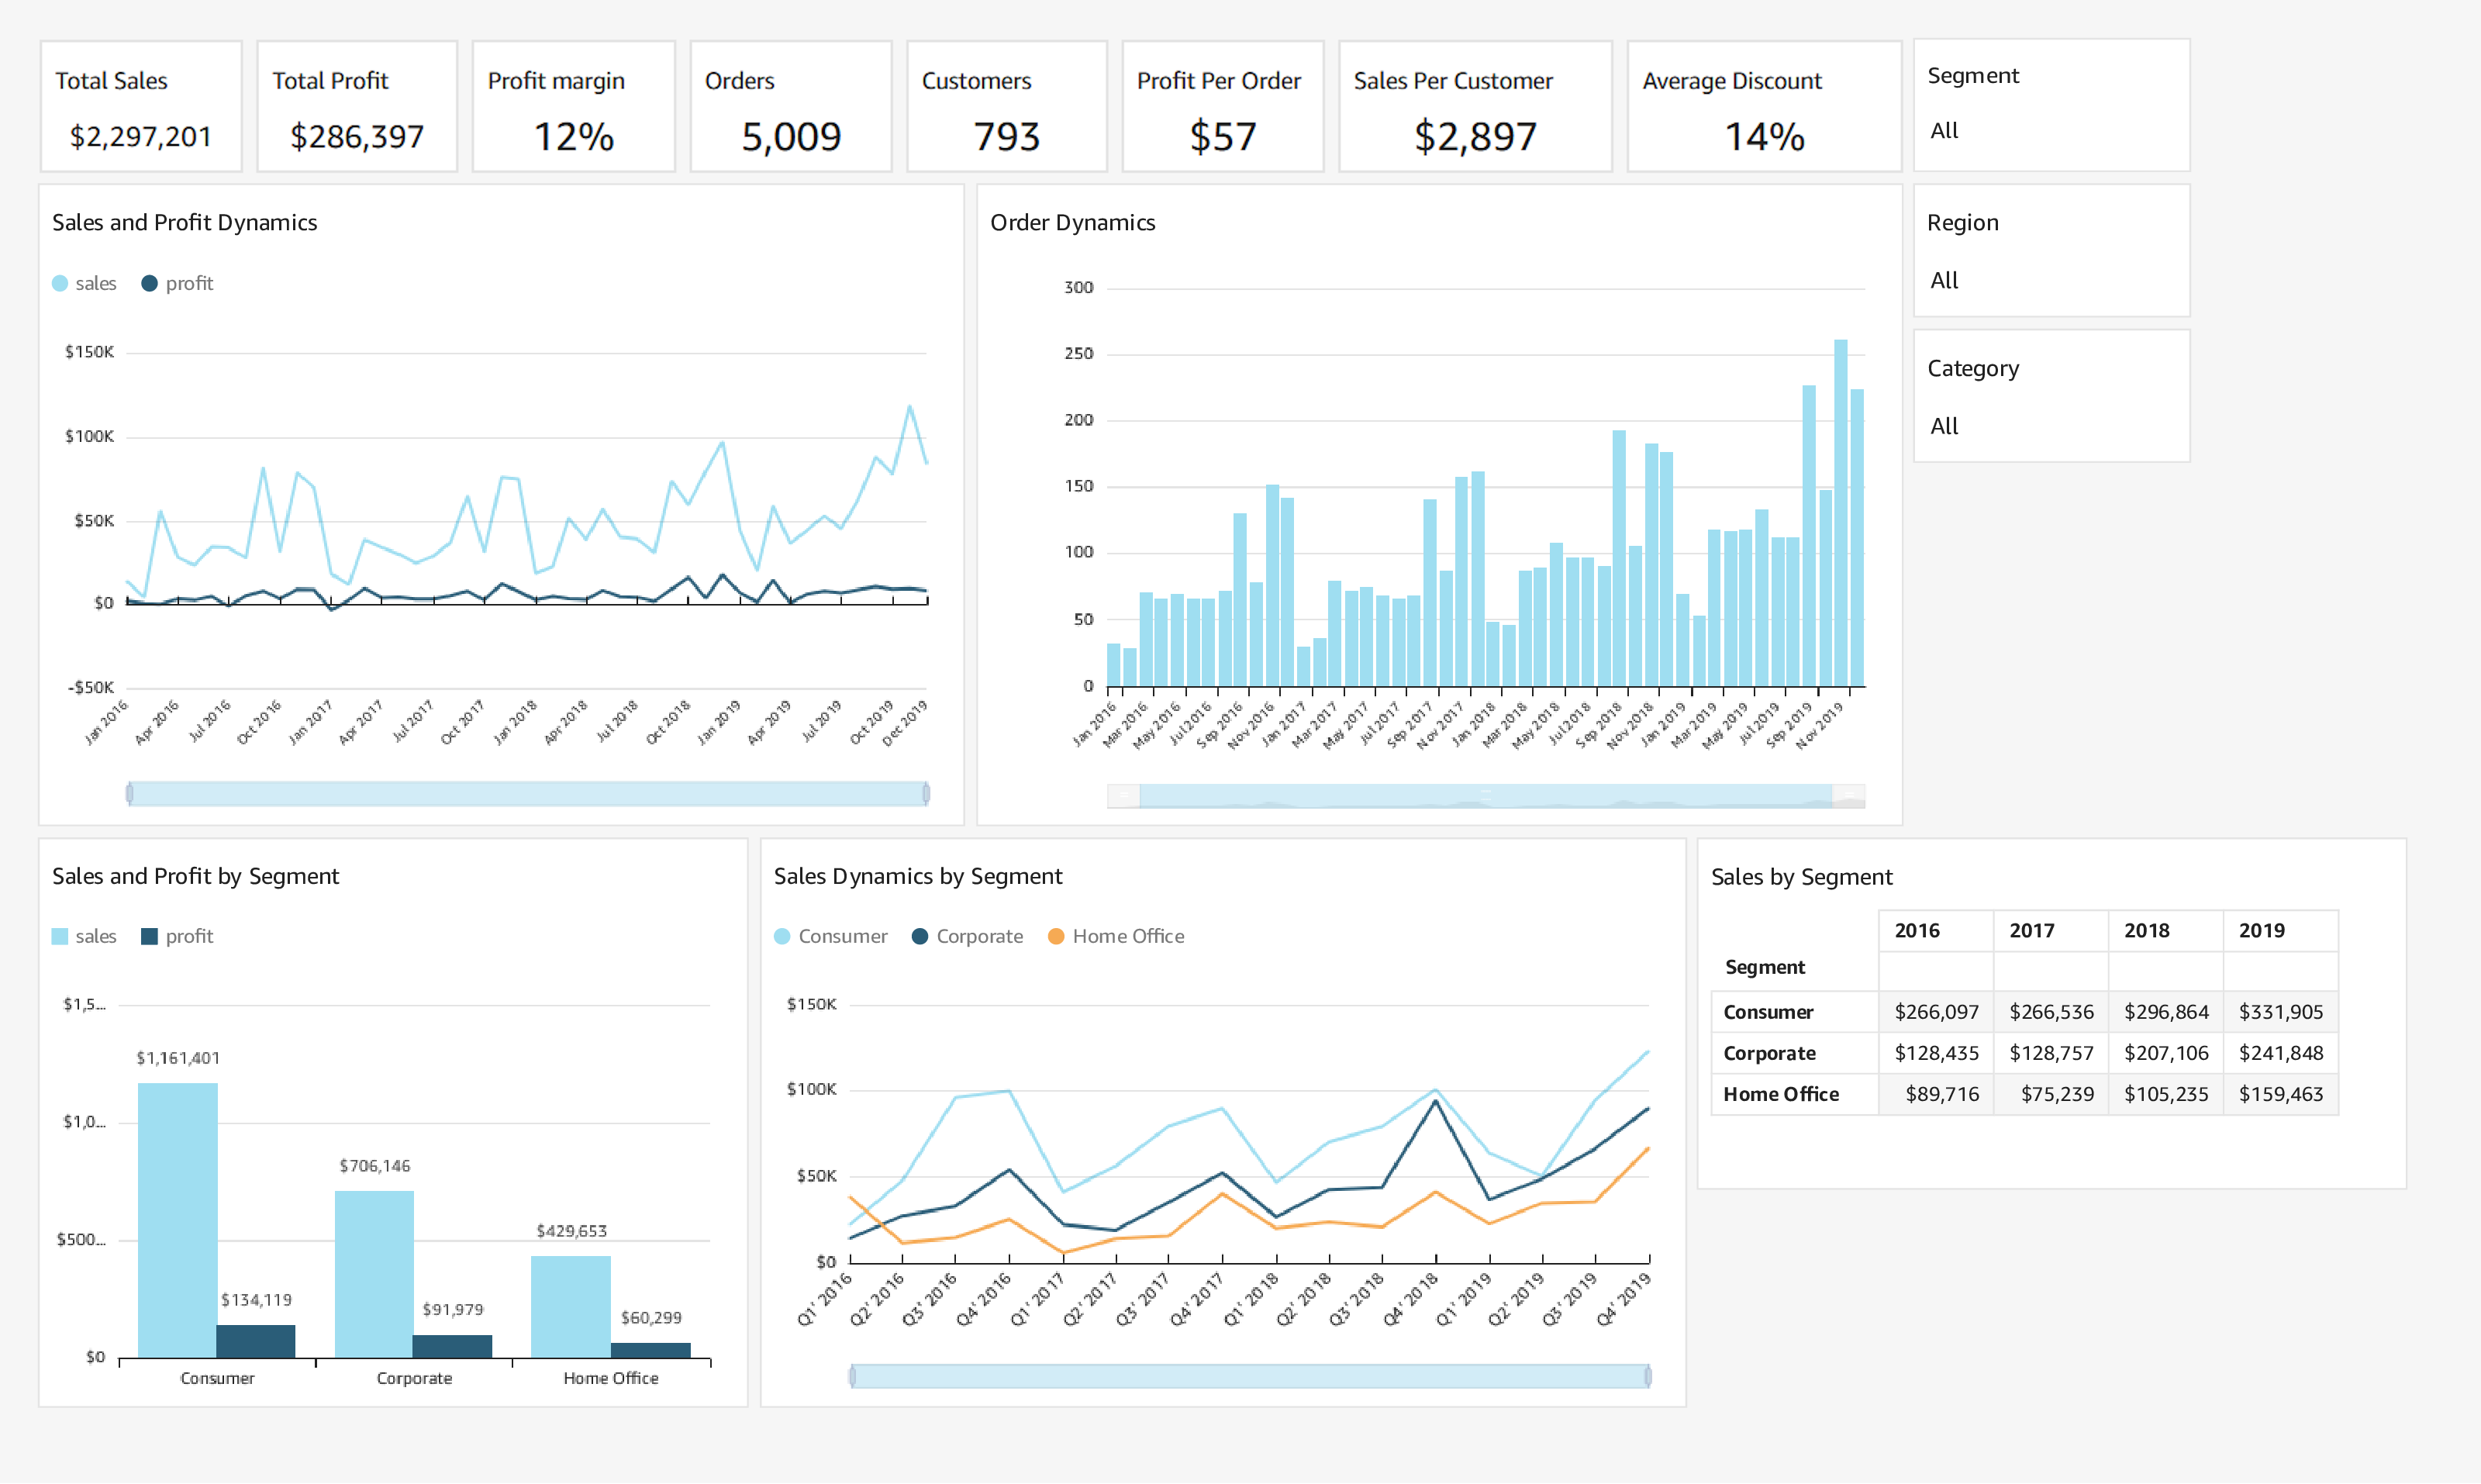 Total Sales
$2,297,201
Total Profit
$286,397
Profit margin
12%
Orders
5,009
Customers
793
Profit Per Order
$57
Sales Per Customer
$2,897
Average Discount
14%
Segment
All
Region
All
Category
All
Sales and Profit Dynamics
sales profit
$150K
$100K
$50K
$0
-$50K
Jan 2016 Apr 2016 Jul 2016 Oct 2016 Jan 2017 Apr 2017 Jul 2017 Oct 2017 Jan 2018 Apr 2018 Jul 2018 Oct 2018 Jan 2019 Apr 2019 Jul 2019 Oct 2019 Dec 2019
Order Dynamics
300
250
200
150
100
50
0
Jan 2016 Mar 2016 May 2016 Jul 2016 Sep 2016 Nov 2016 Jan 2017 Mar 2017 May 2017 Jul 2017 Sep 2017 Nov 2017 Jan 2018 Mar 2018 May 2018 Jul 2018 Sep 2018 Nov 2018 Jan 2019 Mar 2019 May 2019 Jul 2019 Sep 2019 Nov 2019
Sales and Profit by Segment
sales profit
$1,5...
$1,0...
$500...
$0
$1,161,401
$134,119
$706,146
$91,979
$429,653
$60,299
Consumer Corporate Home Office
Sales Dynamics by Segment
Consumer Corporate Home Office
$150K
$100K
$50K
$0
Q1' 2016 Q2' 2016 Q3' 2016 Q4' 2016 Q1' 2017 Q2' 2017 Q3' 2017 Q4' 2017 Q1' 2018 Q2' 2018 Q3' 2018 Q4' 2018 Q1' 2019 Q2' 2019 Q3' 2019 Q4' 2019
Sales by Segment
2016 2017 2018 2019
Segment
Consumer $266,097 $266,536 $296,864 $331,905
Corporate $128,435 $128,757 $207,106 $241,848
Home Office $89,716 $75,239 $105,235 $159,463